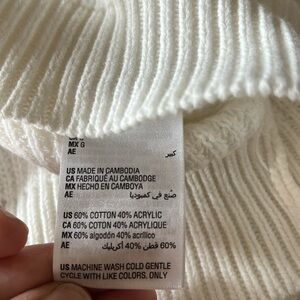 MX G
AE كبير
US MADE IN CAMBODIA
CA FABRIQUÉ AU CAMBODGE
MX HECHO EN CAMBOYA
AE صُنع في كمبوديا
US 60% COTTON 40% ACRYLIC
CA 60% COTON 40% ACRYLIQUE
MX 60% algodón 40% acrílico
AE 60% قطن 40% أكريليك
US MACHINE WASH COLD GENTLE
CYCLE WITH LIKE COLORS. ONLY